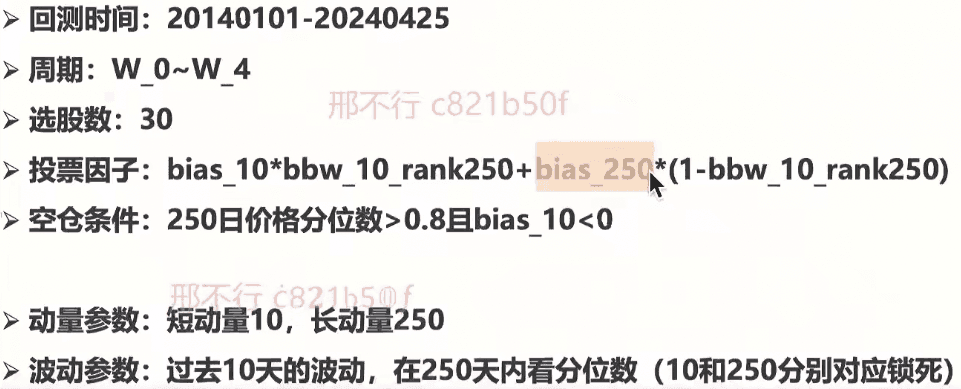 ➢ 回测时间：20140101-20240425
➢ 周期：W_0~W_4
邢不行 c821b50f
➢ 选股数：30
➢ 投票因子：bias_10*bbw_10_rank250+bias_250*(1-bbw_10_rank250)
➢ 空仓条件：250日价格分位数>0.8且bias_10<0
邢不行 c821b50f
➢ 动量参数：短动量10，长动量250
➢ 波动参数：过去10天的波动，在250天内看分位数（10和250分别对应锁死）